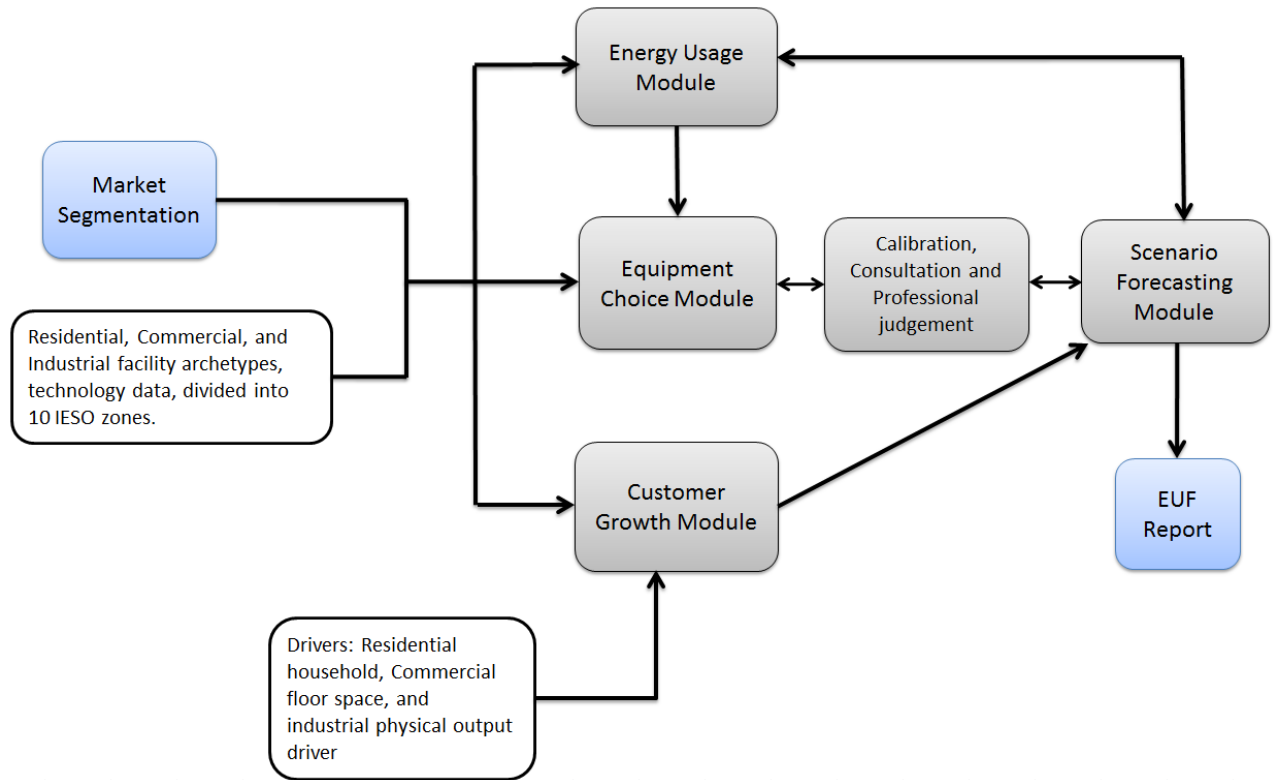 Energy Usage
Module
Market
Segmentation
Equipment
Choice Module
Calibration,
Consultation and
Professional
judgement
Scenario
Forecasting
Module
Residential, Commercial, and
Industrial facility archetypes,
technology data, divided into
10 IESO zones.
Customer
Growth Module
EUF
Report
Drivers: Residential
household, Commercial
floor space, and
industrial physical output
driver